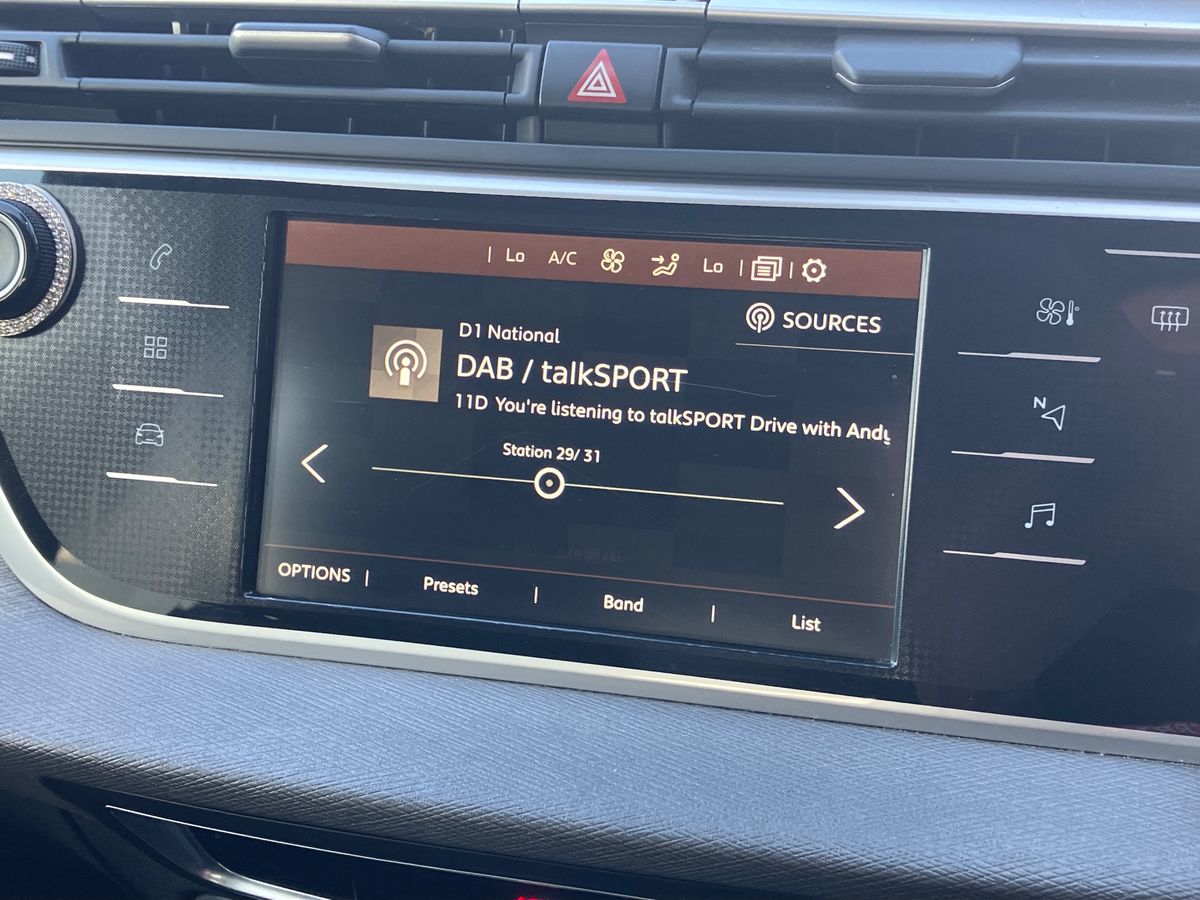 Lo A/C Lo
SOURCES
D1 National
DAB / talkSPORT
11D You're listening to talkSPORT Drive with Andy
Station 29/31
OPTIONS | Presets | Band | List
N